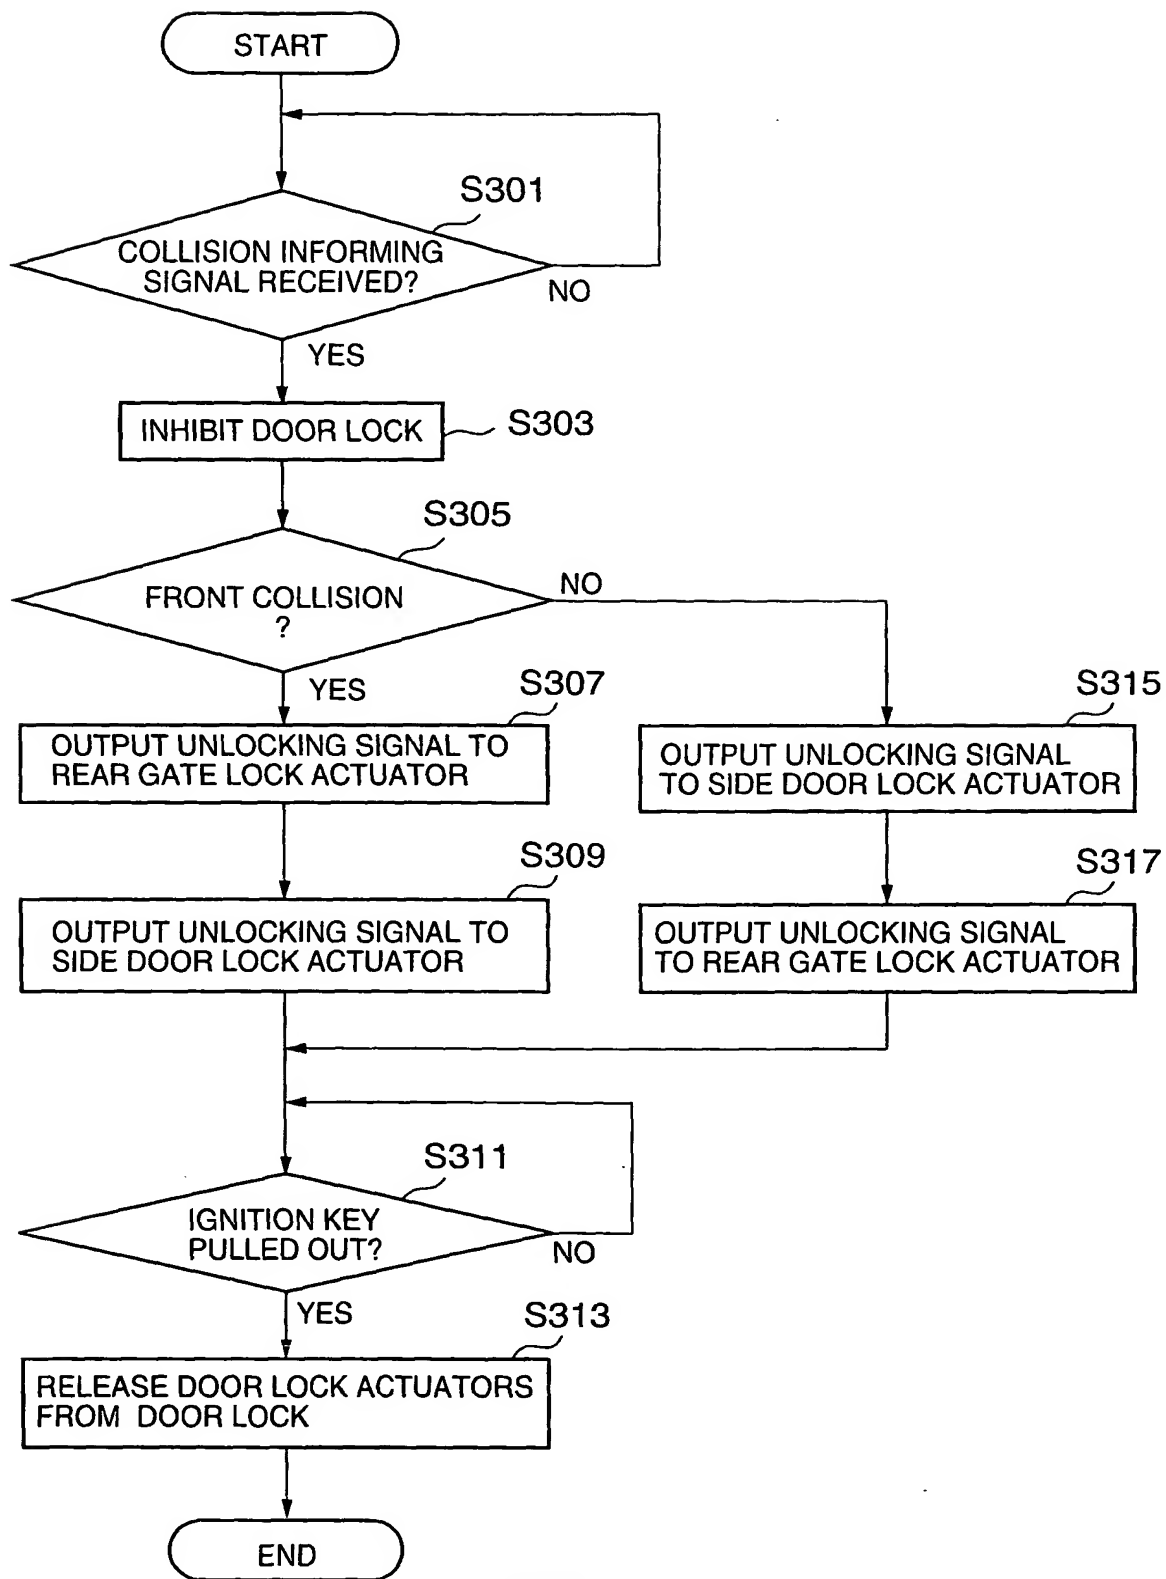 START
S301
COLLISION INFORMING
SIGNAL RECEIVED?
NO
YES
INHIBIT DOOR LOCK
S303
S305
FRONT COLLISION
?
NO
YES
S307
OUTPUT UNLOCKING SIGNAL TO
REAR GATE LOCK ACTUATOR
S315
OUTPUT UNLOCKING SIGNAL
TO SIDE DOOR LOCK ACTUATOR
S309
OUTPUT UNLOCKING SIGNAL TO
SIDE DOOR LOCK ACTUATOR
S317
OUTPUT UNLOCKING SIGNAL
TO REAR GATE LOCK ACTUATOR
S311
IGNITION KEY
PULLED OUT?
NO
YES
S313
RELEASE DOOR LOCK ACTUATORS
FROM DOOR LOCK
END